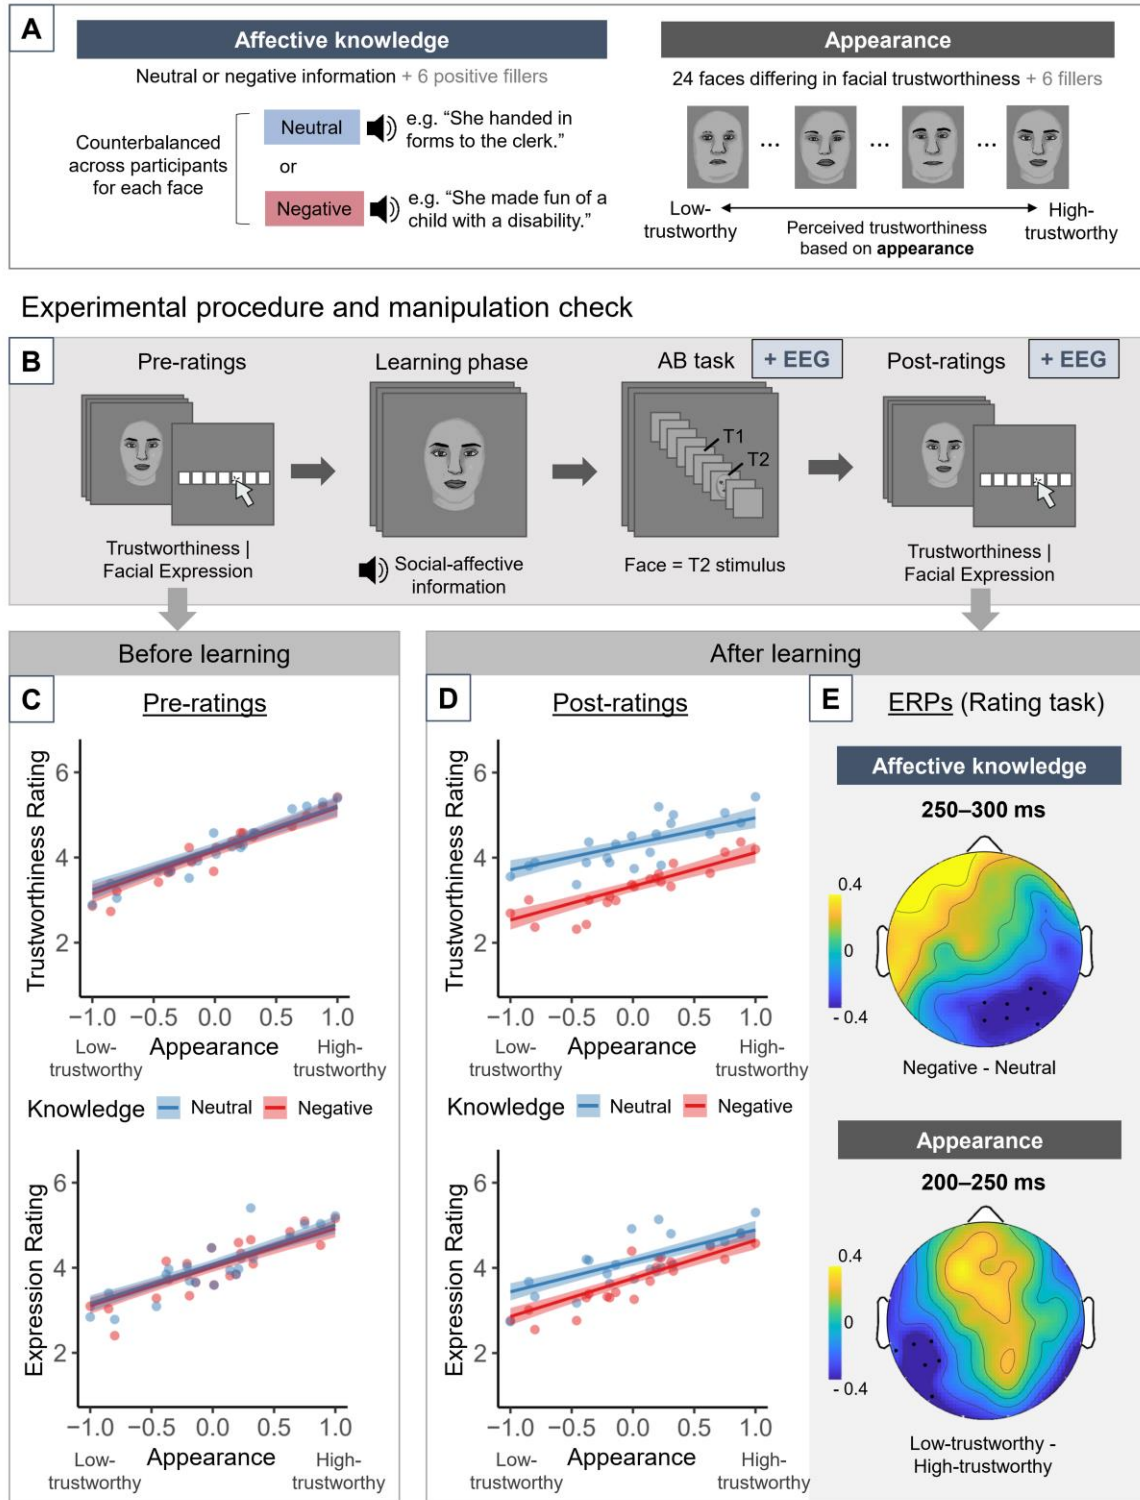 A
Affective knowledge
Neutral or negative information + 6 positive fillers
Counterbalanced
across participants
for each face
Neutral
e.g. “She handed in
forms to the clerk.”
or
Negative
e.g. “She made fun of a
child with a disability.”
Appearance
24 faces differing in facial trustworthiness + 6 fillers
... ... ...
Low-
trustworthy
Perceived trustworthiness
based on appearance
High-
trustworthy
Experimental procedure and manipulation check
B
Pre-ratings
Trustworthiness |
Facial Expression
Learning phase
Social-affective
information
AB task
+ EEG
T1
T2
Face = T2 stimulus
Post-ratings
+ EEG
Trustworthiness |
Facial Expression
Before learning
C
Pre-ratings
Trustworthiness Rating
6
4
2
−1.0 −0.5 0.0 0.5 1.0
Low-
trustworthy
Appearance
High-
trustworthy
Knowledge Neutral Negative
Expression Rating
6
4
2
−1.0 −0.5 0.0 0.5 1.0
Low-
trustworthy
Appearance
High-
trustworthy
After learning
D
Post-ratings
Trustworthiness Rating
6
4
2
−1.0 −0.5 0.0 0.5 1.0
Low-
trustworthy
Appearance
High-
trustworthy
Knowledge Neutral Negative
Expression Rating
6
4
2
−1.0 −0.5 0.0 0.5 1.0
Low-
trustworthy
Appearance
High-
trustworthy
E
ERPs (Rating task)
Affective knowledge
250–300 ms
0.4
0
- 0.4
Negative - Neutral
Appearance
200–250 ms
0.4
0
- 0.4
Low-trustworthy -
High-trustworthy